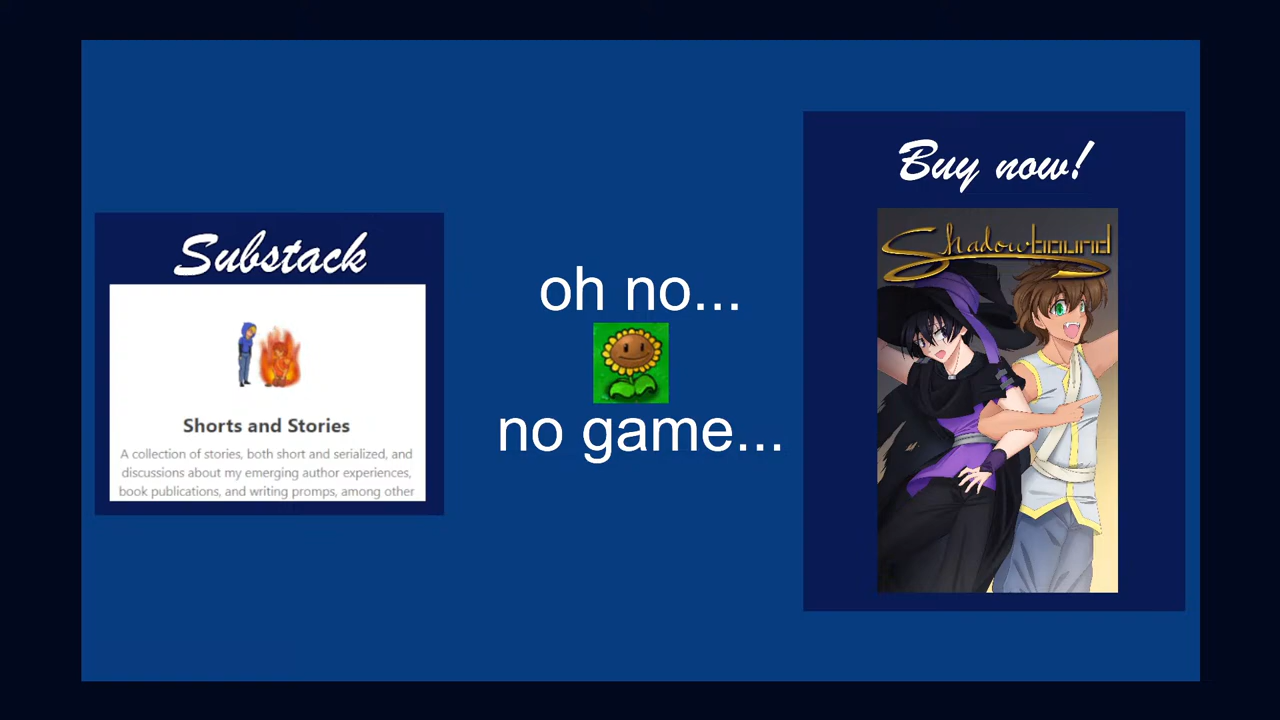 Substack
Shorts and Stories
A collection of stories, both short and serialized, and
discussions about my emerging author experiences,
book publications, and writing promps, among other
oh no...
no game...
Buy now!
Shadowbound